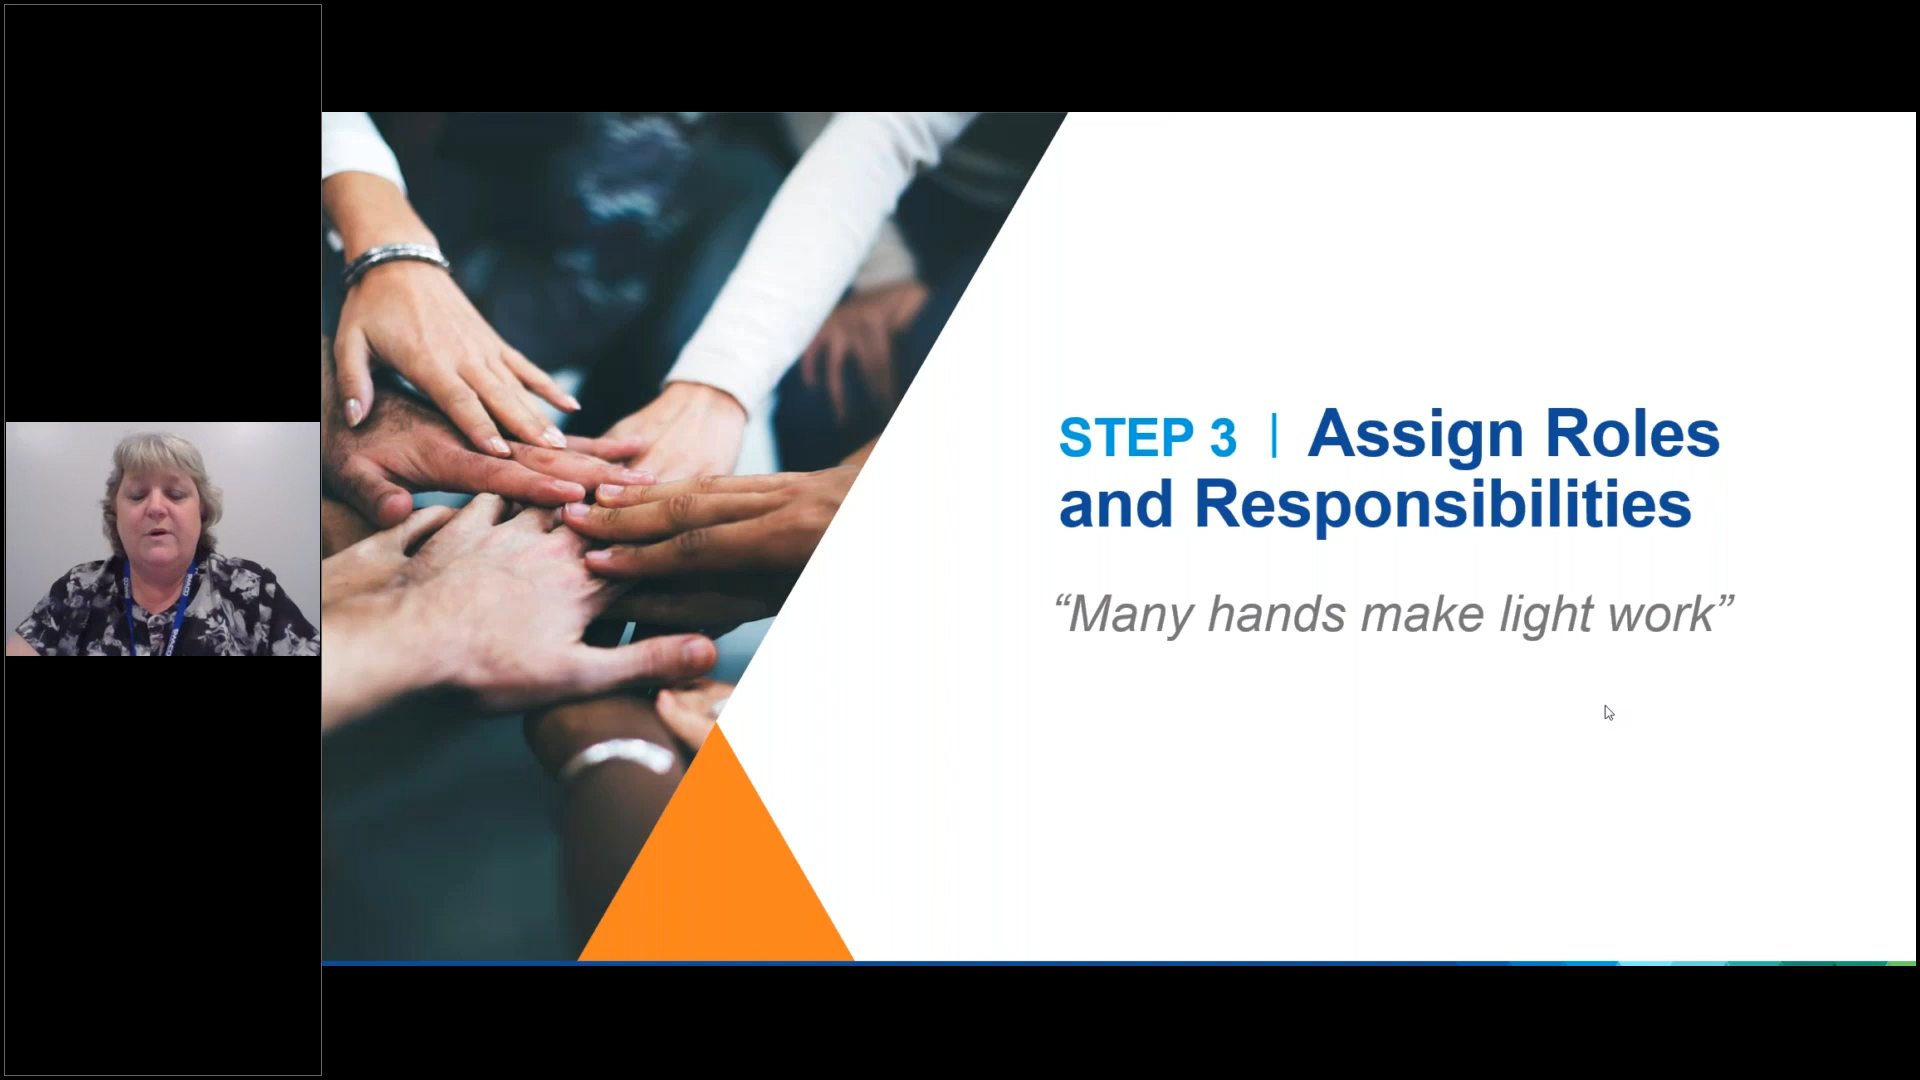 STEP 3 | Assign Roles
and Responsibilities
“Many hands make light work”